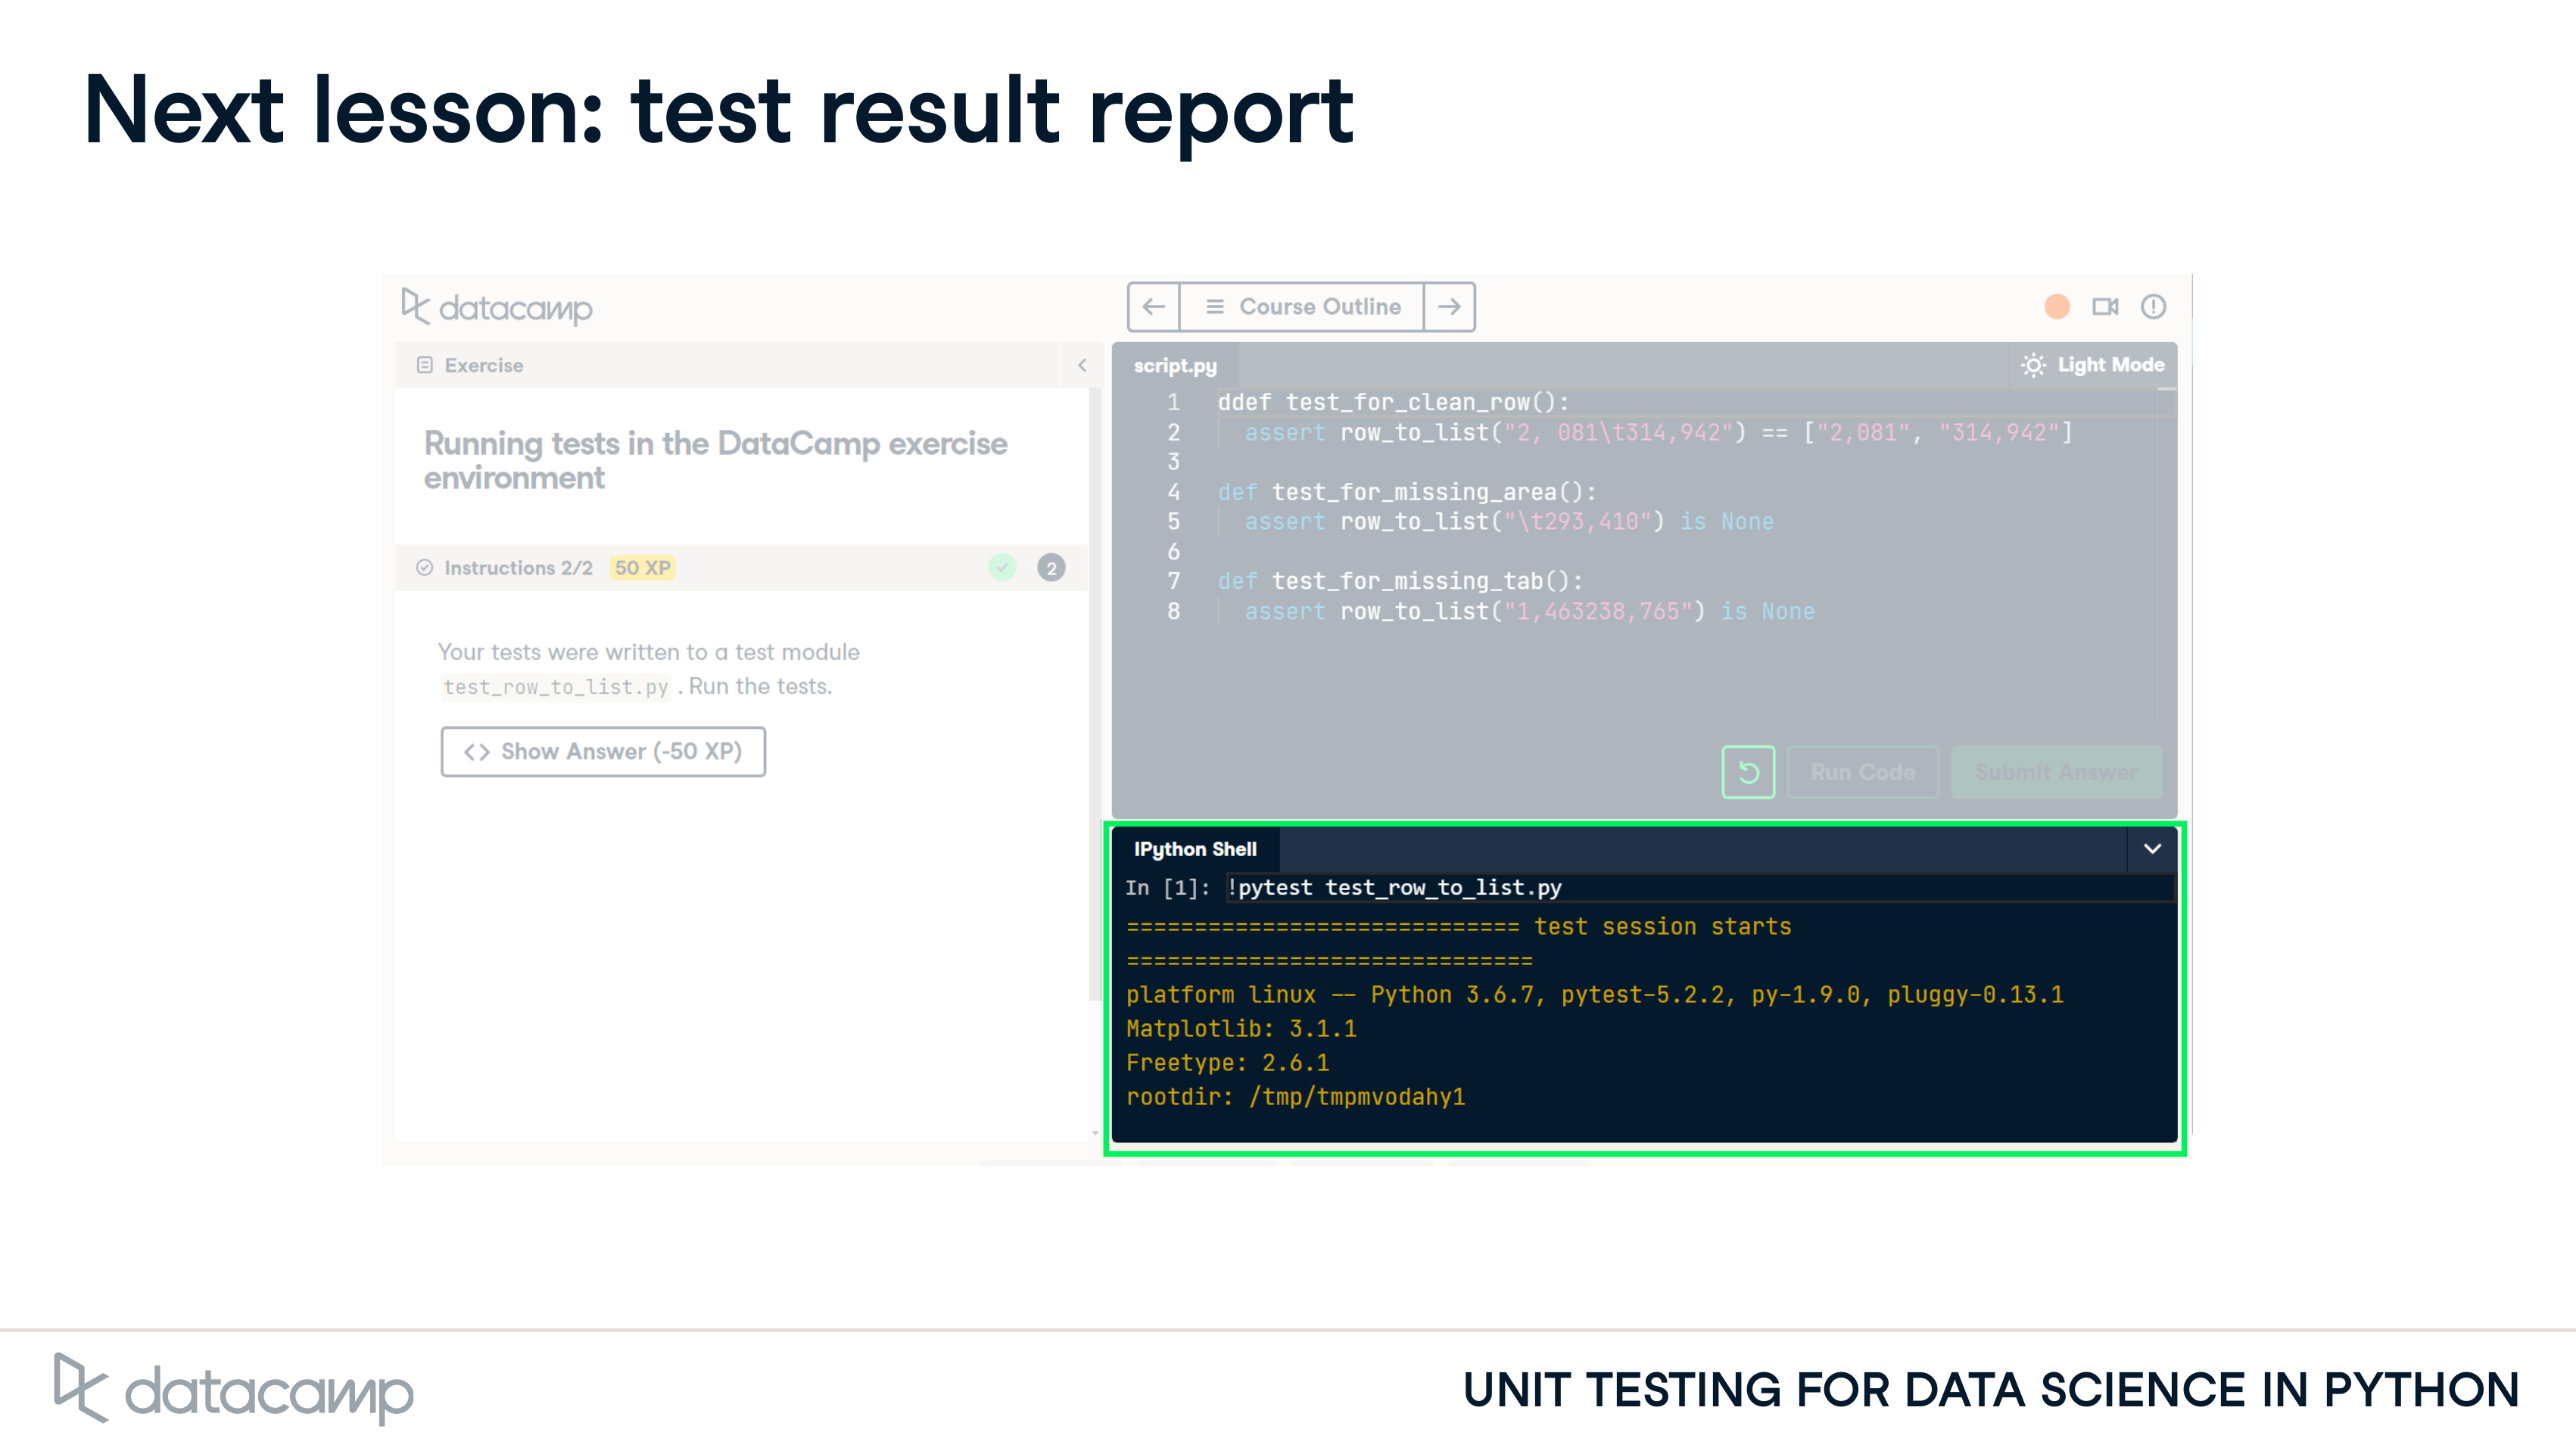 Next lesson: test result report
datacamp
Course Outline
Exercise
Running tests in the DataCamp exercise
environment
Instructions 2/2 50 XP 2
Your tests were written to a test module
test_row_to_list.py . Run the tests.
Show Answer (-50 XP)
script.py Light Mode
1 ddef test_for_clean_row():
2 assert row_to_list("2, 081\t314,942") == ["2,081", "314,942"]
3
4 def test_for_missing_area():
5 assert row_to_list("\t293,410") is None
6
7 def test_for_missing_tab():
8 assert row_to_list("1,463238,765") is None
Run Code Submit Answer
IPython Shell
In [1]: !pytest test_row_to_list.py
============================= test session starts
==============================
platform linux -- Python 3.6.7, pytest-5.2.2, py-1.9.0, pluggy-0.13.1
Matplotlib: 3.1.1
Freetype: 2.6.1
rootdir: /tmp/tmpmvodahy1
datacamp
UNIT TESTING FOR DATA SCIENCE IN PYTHON